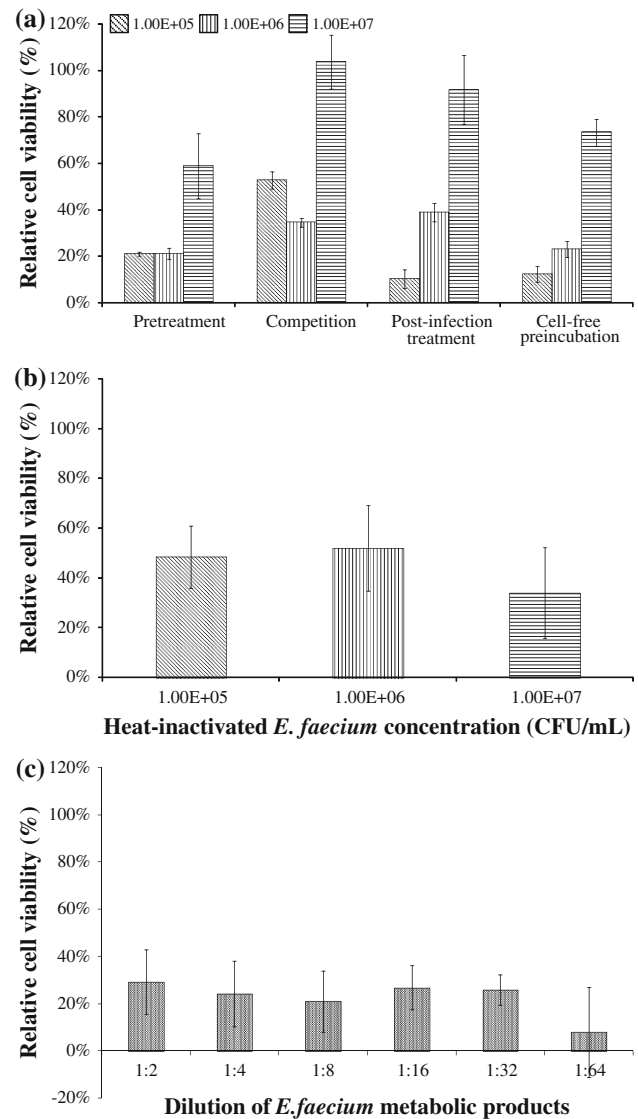 (a)
1.00E+05 1.00E+06 1.00E+07
120%
100%
80%
60%
40%
20%
0%
Relative cell viability (%)
Pretreatment Competition Post-infection treatment Cell-free preincubation
(b)
120%
100%
80%
60%
40%
20%
0%
Relative cell viability (%)
1.00E+05 1.00E+06 1.00E+07
Heat-inactivated E. faecium concentration (CFU/mL)
(c)
120%
100%
80%
60%
40%
20%
0%
-20%
Relative cell viability (%)
1:2 1:4 1:8 1:16 1:32 1:64
Dilution of E.faecium metabolic products